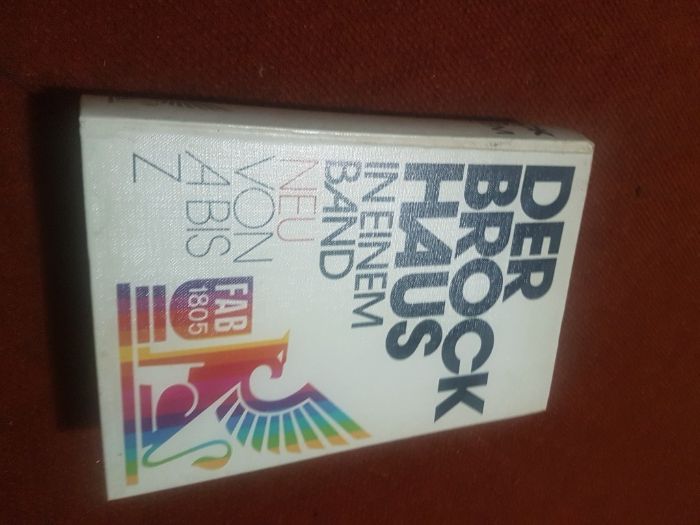 DER
BROCK
HAUS
IN EINEM
BAND
NEU
VON
A BIS
Z
FAB
1805